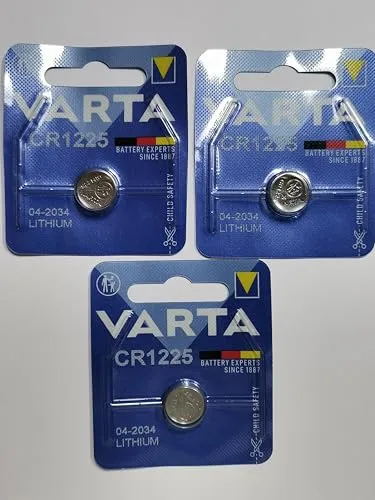 VARTA
CR1225
BATTERY EXPERTS
SINCE 1887
04-2034
LITHIUM
CHILD SAFETY
VARTA
CR1225
BATTERY EXPERTS
SINCE 1887
04-2034
LITHIUM
CHILD SAFETY
VARTA
CR1225
BATTERY EXPERTS
SINCE 1887
04-2034
LITHIUM
CHILD SAFETY